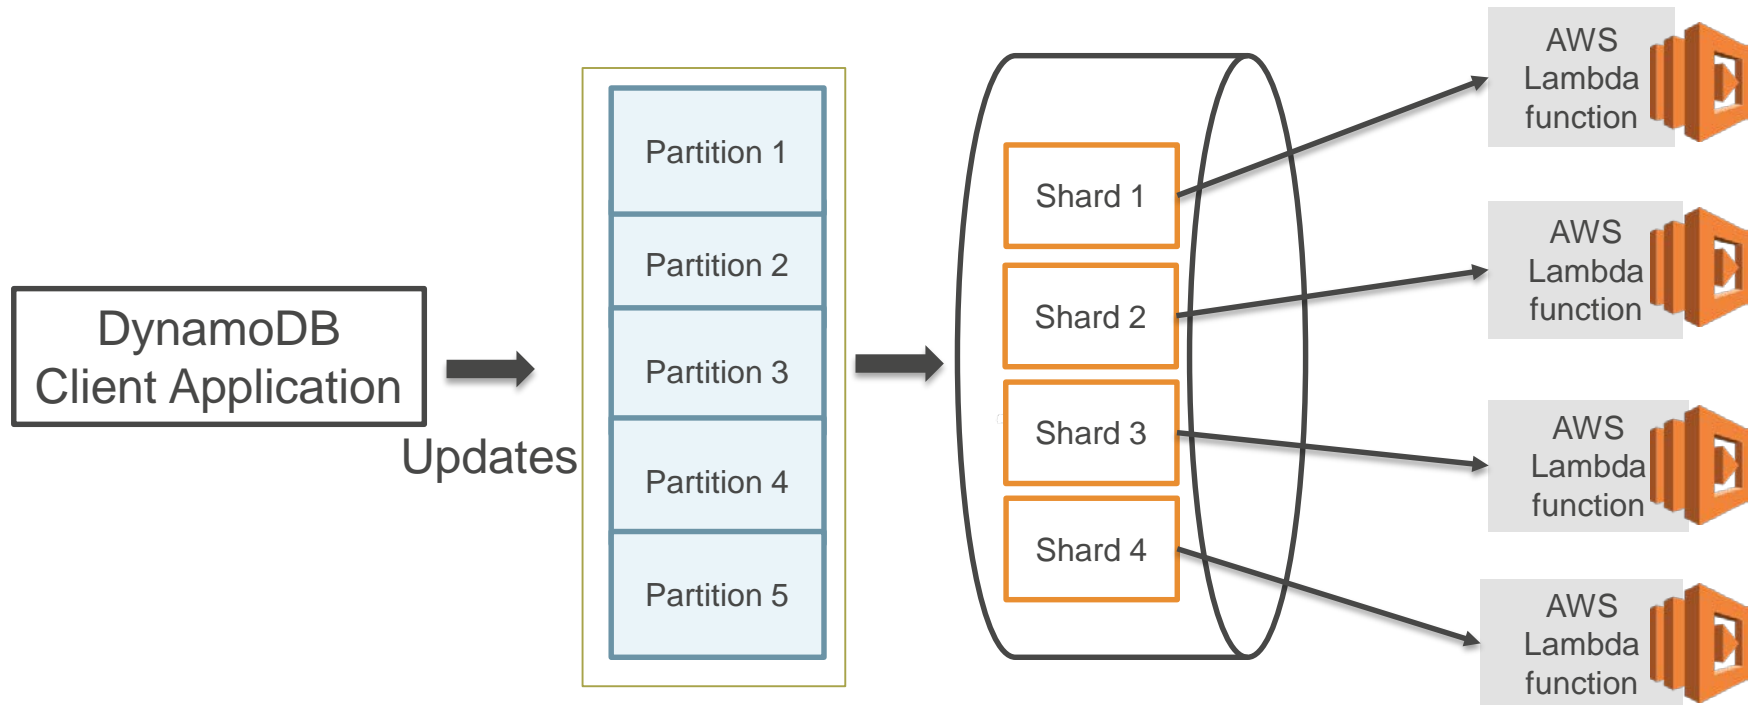 DynamoDB
Client Application
Updates
Partition 1
Partition 2
Partition 3
Partition 4
Partition 5
Shard 1
Shard 2
Shard 3
Shard 4
AWS
Lambda
function
AWS
Lambda
function
AWS
Lambda
function
AWS
Lambda
function